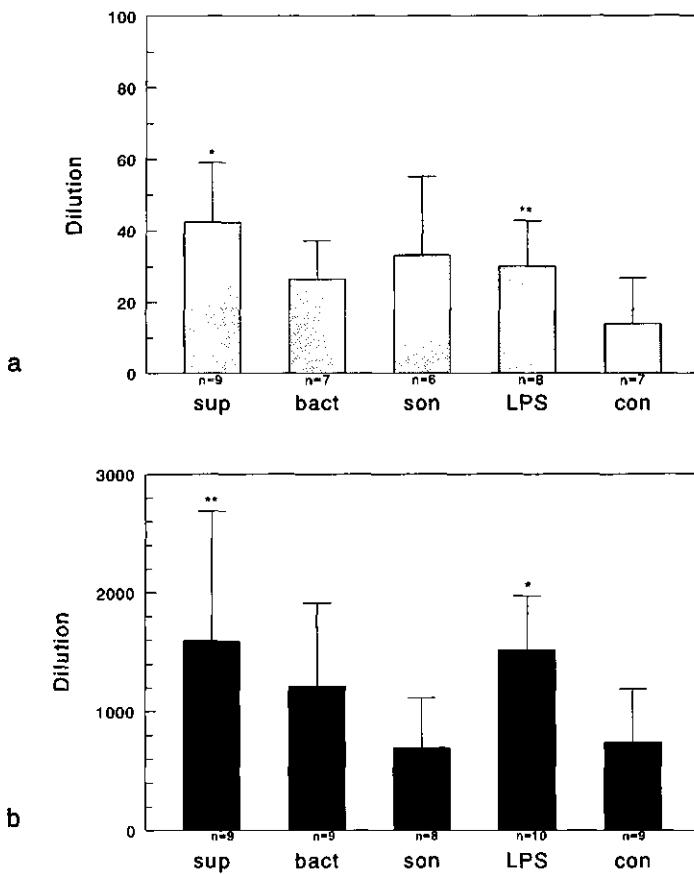 100
80
*
60
Dilution
**
40
20
a
0
n=9 n=7 n=6 n=8 n=7
sup bact son LPS con
3000
**
*
2000
Dilution
1000
b
0
n=9 n=9 n=8 n=10 n=9
sup bact son LPS con